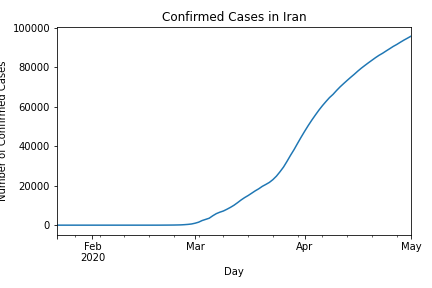 Confirmed Cases in Iran
100000
80000
60000
40000
20000
0
Number of Confirmed Cases
Feb
2020
Mar
Apr
May
Day